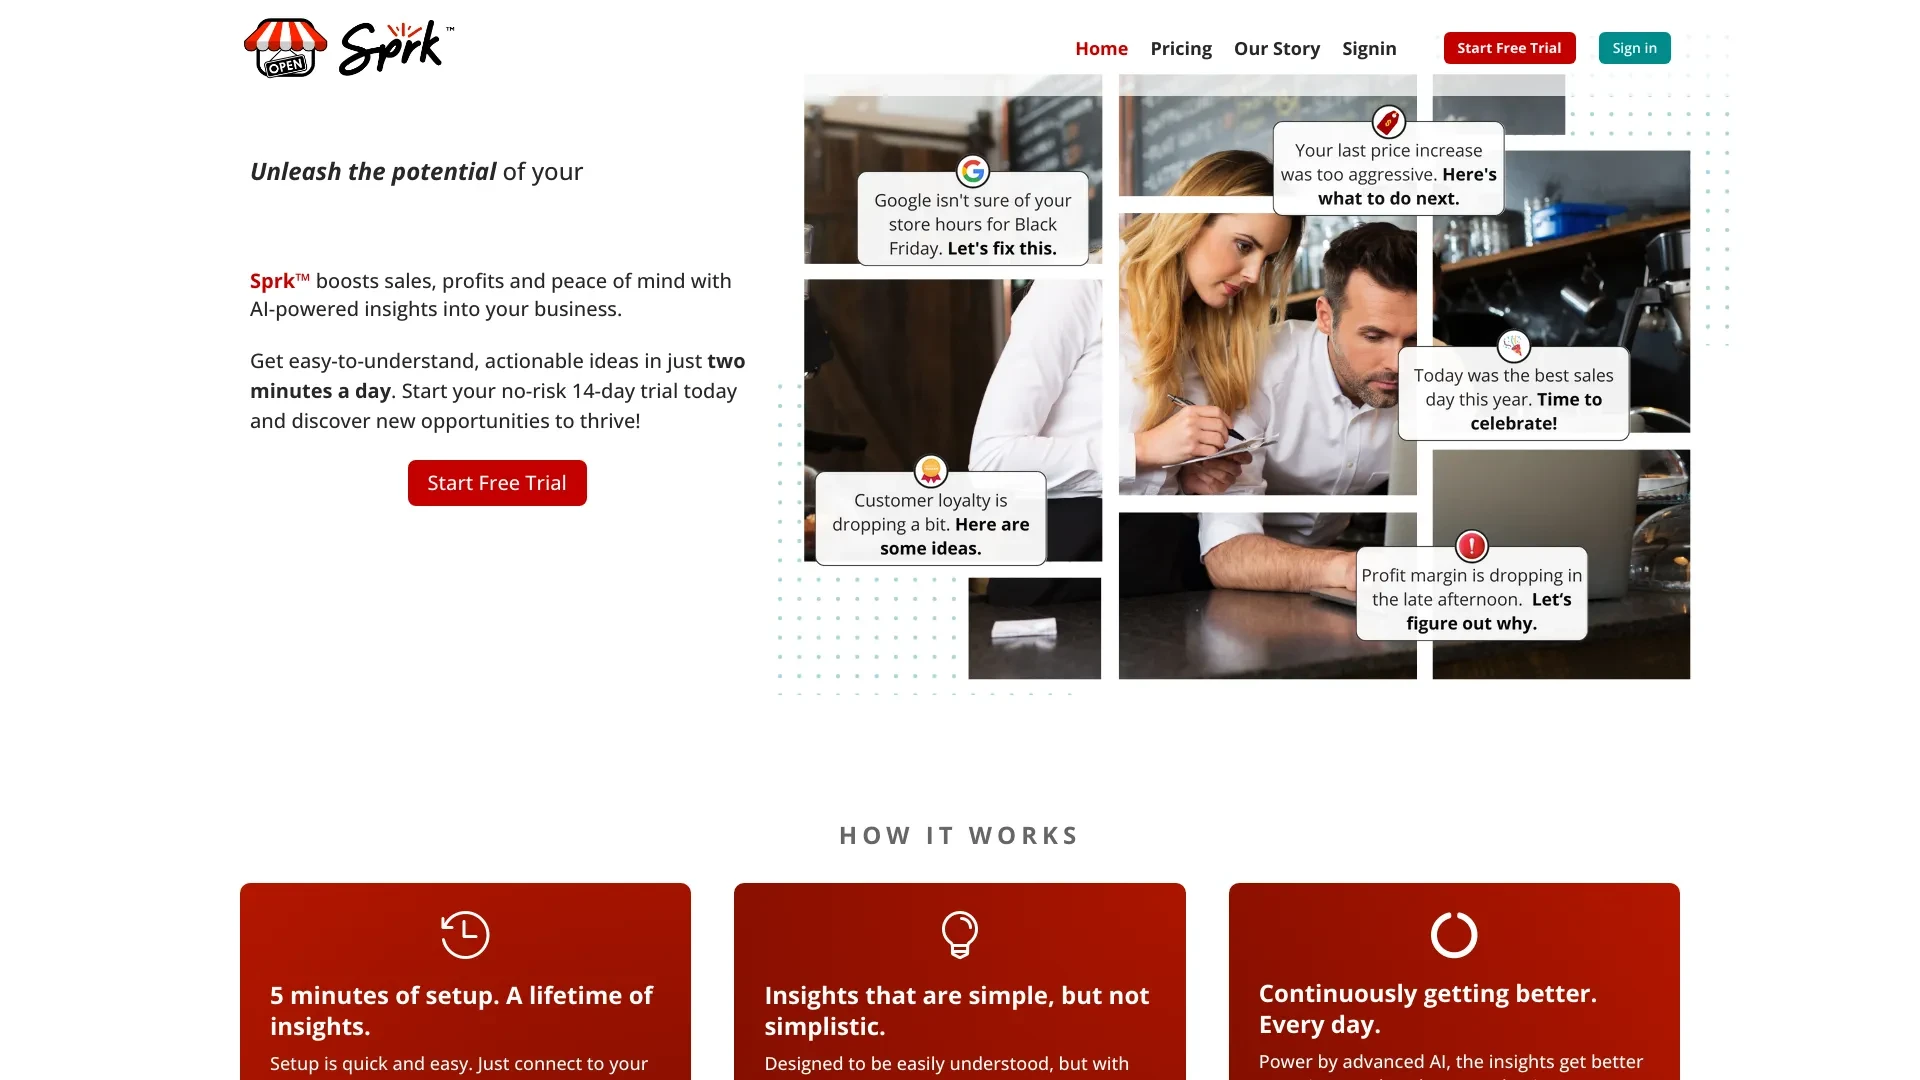 OPEN
Sprk™
Home Pricing Our Story Signin Start Free Trial Sign in
Unleash the potential of your
Sprk™ boosts sales, profits and peace of mind with
AI-powered insights into your business.
Get easy-to-understand, actionable ideas in just two
minutes a day. Start your no-risk 14-day trial today
and discover new opportunities to thrive!
Start Free Trial
Google isn't sure of your
store hours for Black
Friday. Let's fix this.
Your last price increase
was too aggressive. Here's
what to do next.
Today was the best sales
day this year. Time to
celebrate!
Customer loyalty is
dropping a bit. Here are
some ideas.
Profit margin is dropping in
the late afternoon. Let’s
figure out why.
HOW IT WORKS
5 minutes of setup. A lifetime of
insights.
Setup is quick and easy. Just connect to your
Insights that are simple, but not
simplistic.
Designed to be easily understood, but with
Continuously getting better.
Every day.
Power by advanced AI, the insights get better